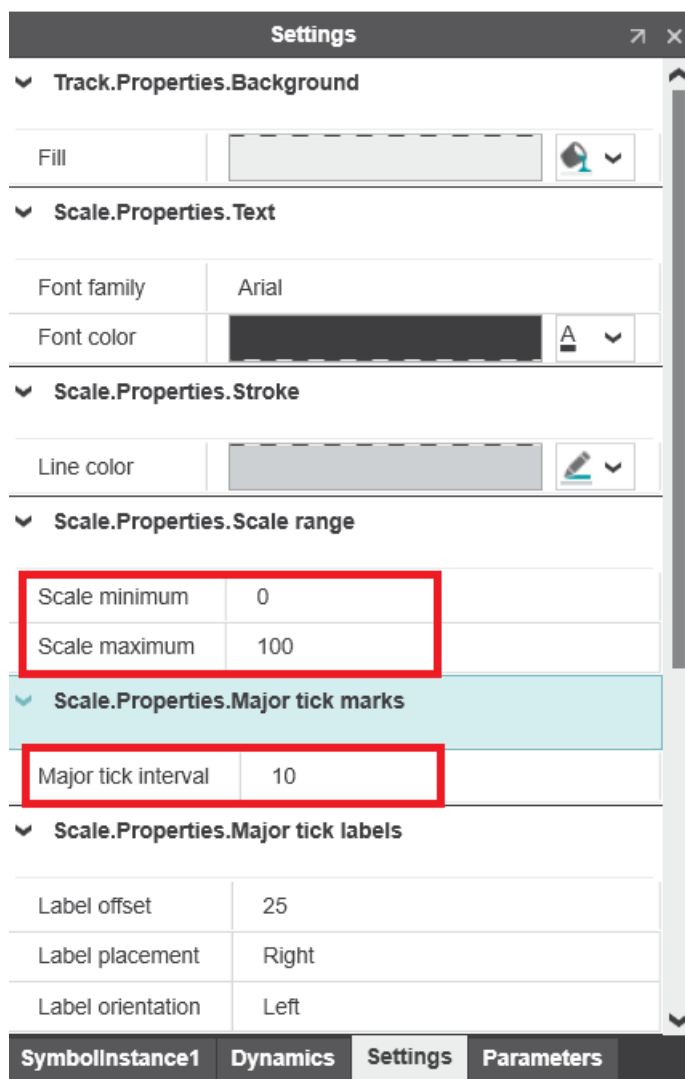 Settings
Track.Properties.Background
Fill
Scale.Properties.Text
Font family Arial
Font color A
Scale.Properties.Stroke
Line color
Scale.Properties.Scale range
Scale minimum 0
Scale maximum 100
Scale.Properties.Major tick marks
Major tick interval 10
Scale.Properties.Major tick labels
Label offset 25
Label placement Right
Label orientation Left
SymbolInstance1 Dynamics Settings Parameters